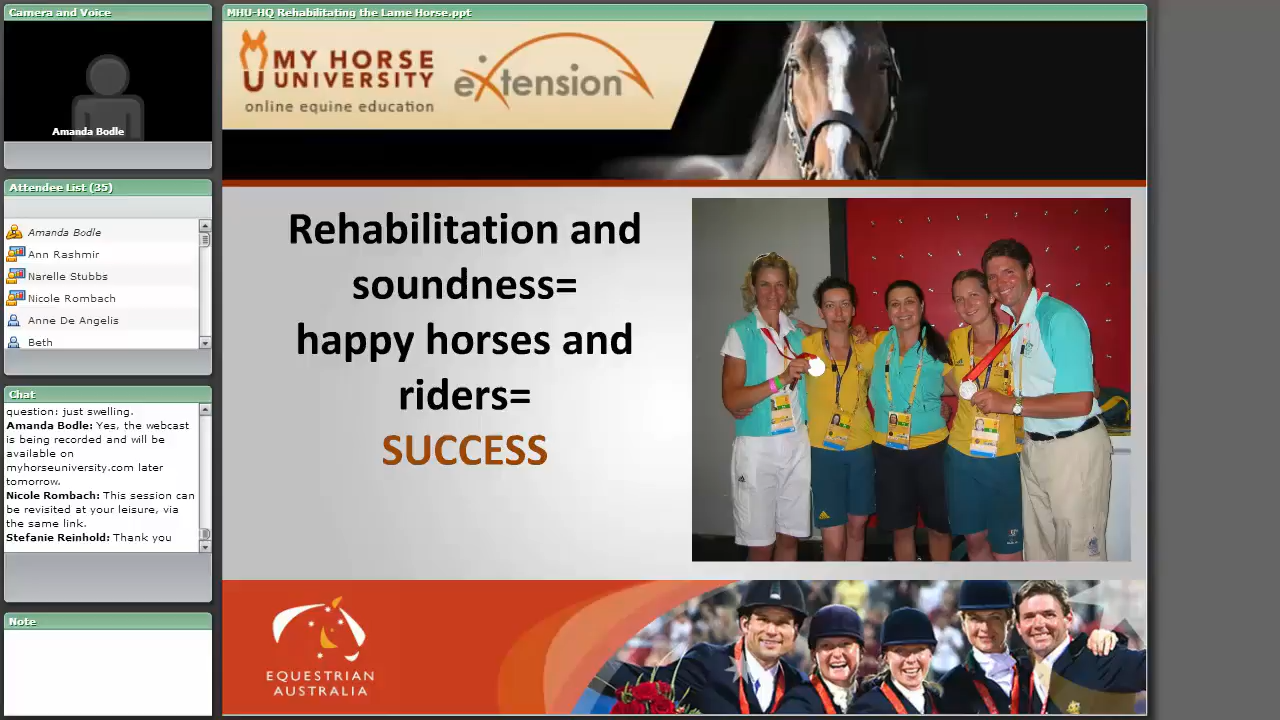 Camera and Voice
Amanda Bodle
Attendee List (35)
Amanda Bodle
Ann Rashmir
Narelle Stubbs
Nicole Rombach
Anne De Angelis
Beth
Chat
question: just swelling.
Amanda Bodle: Yes, the webcast
is being recorded and will be
available on
myhorseuniversity.com later
tomorrow.
Nicole Rombach: This session can
be revisited at your leisure, via
the same link.
Stefanie Reinhold: Thank you
Note
MHU-HQ Rehabilitating the Lame Horse.ppt
MY HORSE
UNIVERSITY
online equine education
eXtension
Rehabilitation and
soundness=
happy horses and
riders=
SUCCESS
EQUESTRIAN
AUSTRALIA